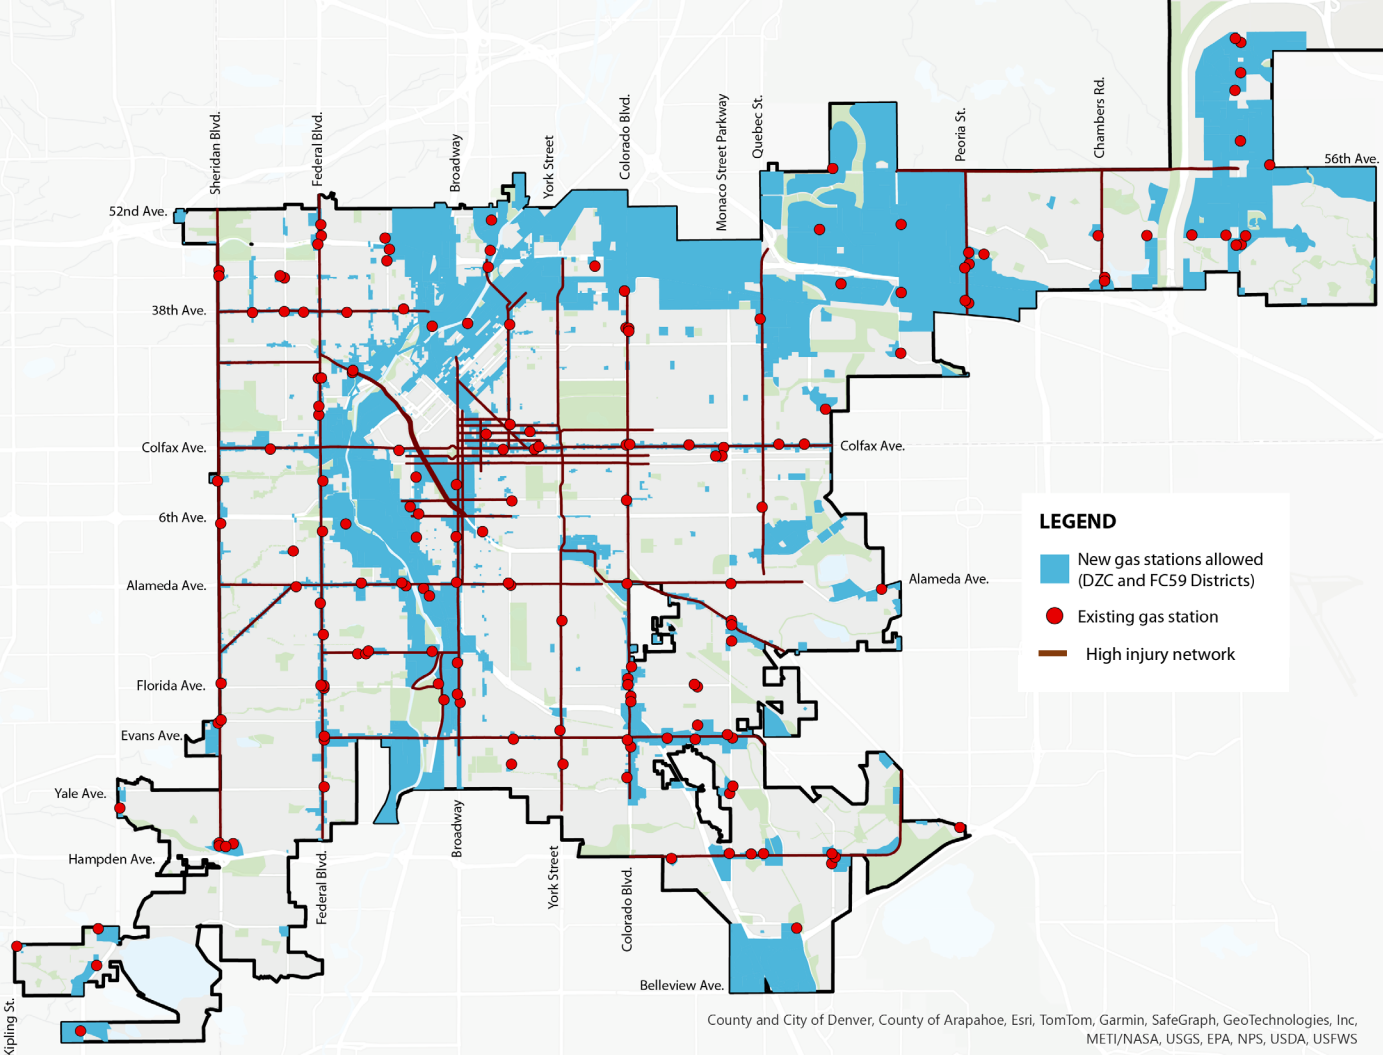 Sheridan Blvd.
Federal Blvd.
Broadway
York Street
Colorado Blvd.
Monaco Street Parkway
Quebec St.
Peoria St.
Chambers Rd.
56th Ave.
52nd Ave.
38th Ave.
Colfax Ave.
Colfax Ave.
6th Ave.
Alameda Ave.
Alameda Ave.
LEGEND
New gas stations allowed
(DZC and FC59 Districts)
Existing gas station
High injury network
Florida Ave.
Evans Ave.
Yale Ave.
Hampden Ave.
Federal Blvd.
Broadway
York Street
Colorado Blvd.
Belleview Ave.
Kipling St.
County and City of Denver, County of Arapahoe, Esri, TomTom, Garmin, SafeGraph, GeoTechnologies, Inc,
METI/NASA, USGS, EPA, NPS, USDA, USFWS